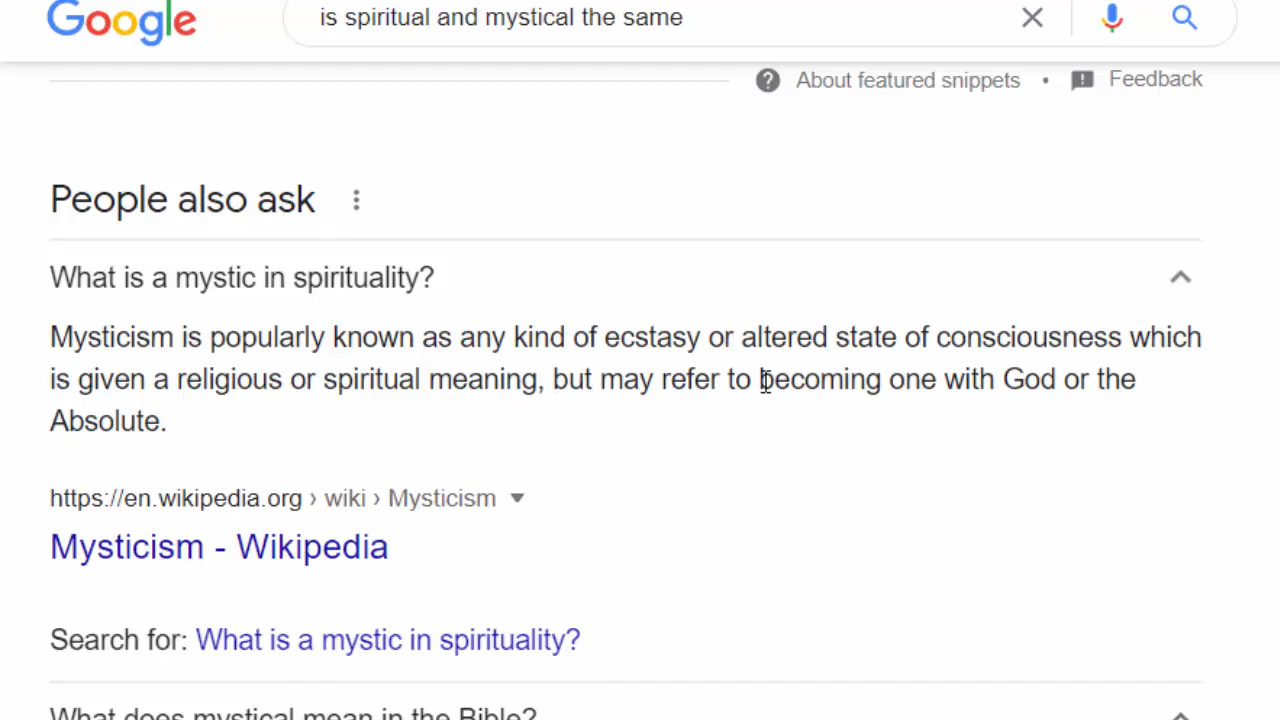 Google
is spiritual and mystical the same
About featured snippets • Feedback
People also ask
What is a mystic in spirituality?
Mysticism is popularly known as any kind of ecstasy or altered state of consciousness which
is given a religious or spiritual meaning, but may refer to becoming one with God or the
Absolute.
https://en.wikipedia.org › wiki › Mysticism
Mysticism - Wikipedia
Search for: What is a mystic in spirituality?
What does mystical mean in the Bible?